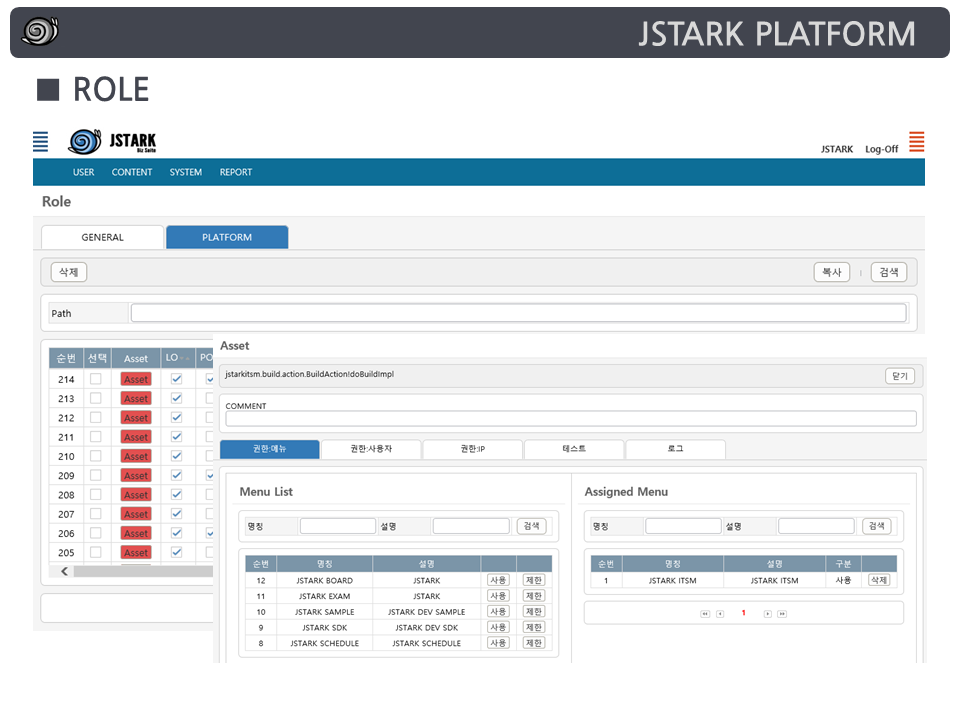 JSTARK PLATFORM
■ ROLE
JSTARK
Biz Suite
JSTARK Log-Off
USER CONTENT SYSTEM REPORT
Role
GENERAL PLATFORM
삭제 복사 검색
Path
순번 선택 Asset LO PO
214 Asset
213 Asset
212 Asset
211 Asset
210 Asset
209 Asset
208 Asset
207 Asset
206 Asset
205 Asset
Asset
jstarkitsm.build.action.BuildAction!doBuildImpl 닫기
COMMENT
권한:메뉴 권한:사용자 권한:IP 테스트 로그
Menu List
명칭 설명 검색
순번 명칭 설명
12 JSTARK BOARD JSTARK 사용 제한
11 JSTARK EXAM JSTARK 사용 제한
10 JSTARK SAMPLE JSTARK DEV SAMPLE 사용 제한
9 JSTARK SDK JSTARK DEV SDK 사용 제한
8 JSTARK SCHEDULE JSTARK SCHEDULE 사용 제한
Assigned Menu
명칭 설명 검색
순번 명칭 설명 구분
1 JSTARK ITSM JSTARK ITSM 사용 삭제
1